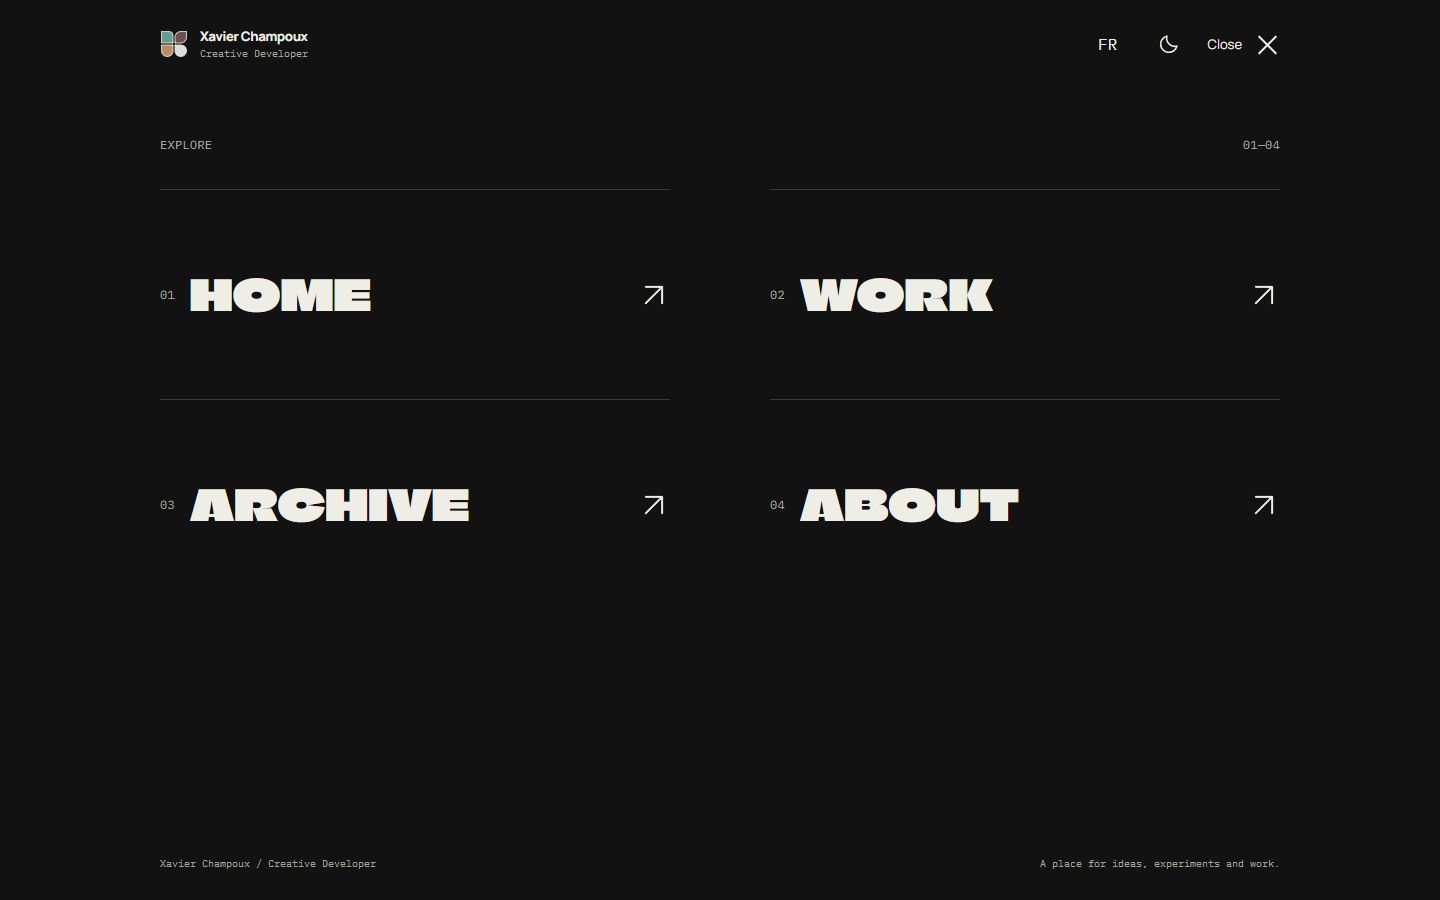 Xavier Champoux
Creative Developer
FR
Close
EXPLORE
01—04
01 HOME
02 WORK
03 ARCHIVE
04 ABOUT
Xavier Champoux / Creative Developer
A place for ideas, experiments and work.